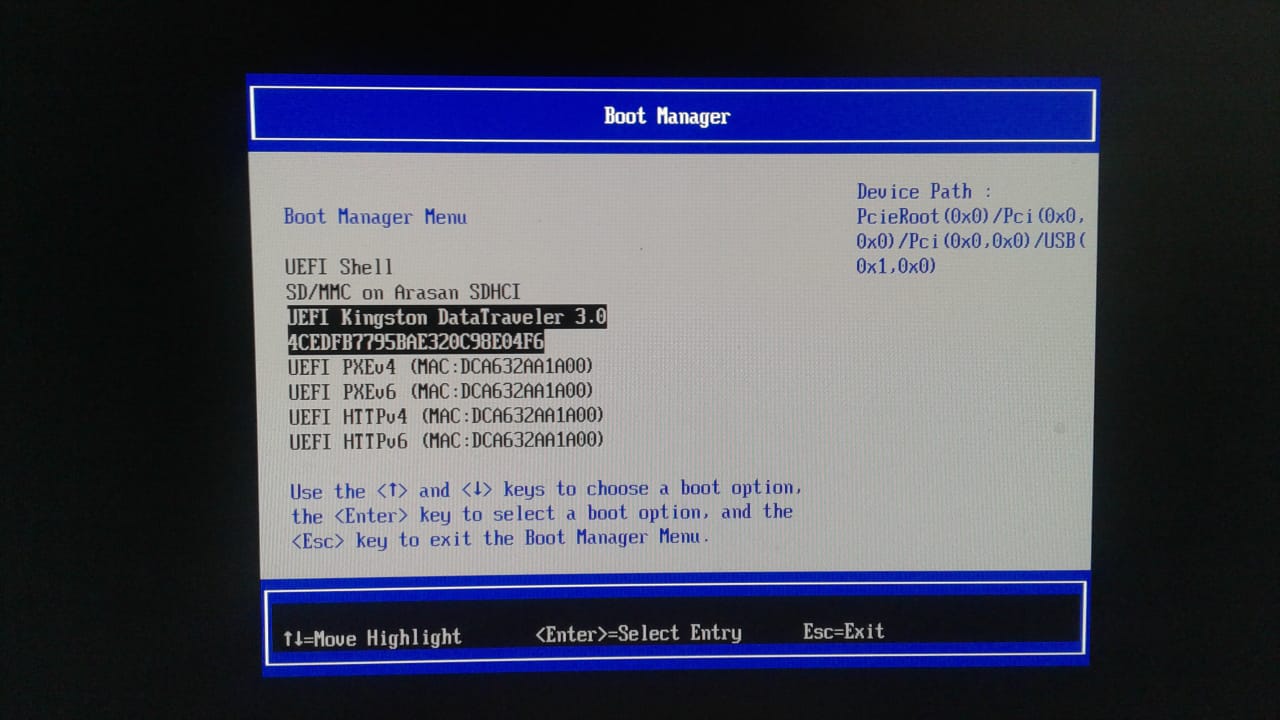 Boot Manager
Boot Manager Menu
UEFI Shell
SD/MMC on Arasan SDHCI
UEFI Kingston DataTraveler 3.0
4CEDFB7795BAE320C98E04F6
UEFI PXEv4 (MAC:DCA632AA1A00)
UEFI PXEv6 (MAC:DCA632AA1A00)
UEFI HTTPv4 (MAC:DCA632AA1A00)
UEFI HTTPv6 (MAC:DCA632AA1A00)
Use the <↑> and <↓> keys to choose a boot option,
the <Enter> key to select a boot option, and the
<Esc> key to exit the Boot Manager Menu.
Device Path :
PcieRoot(0x0)/Pci(0x0,
0x0)/Pci(0x0,0x0)/USB(
0x1,0x0)
↑↓=Move Highlight
<Enter>=Select Entry
Esc=Exit